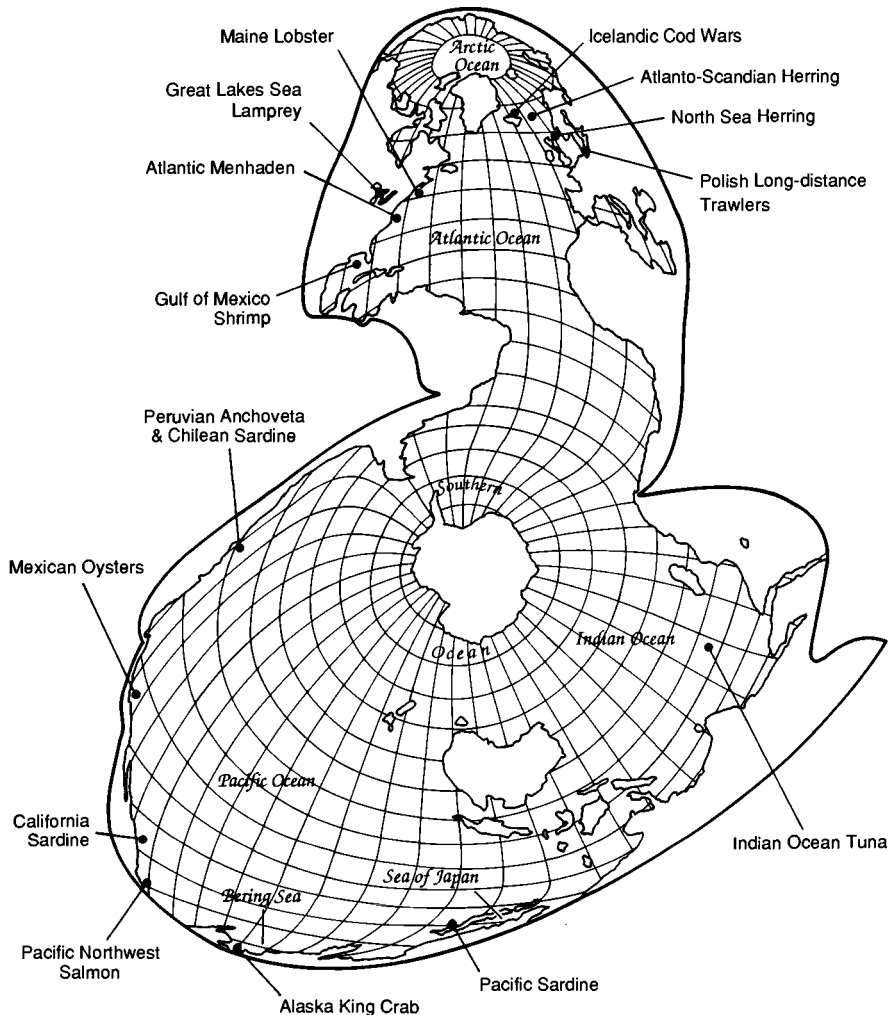 Maine Lobster
Icelandic Cod Wars
Arctic
Ocean
Atlanto-Scandian Herring
Great Lakes Sea
Lamprey
North Sea Herring
Atlantic Menhaden
Polish Long-distance
Trawlers
Atlantic Ocean
Gulf of Mexico
Shrimp
Peruvian Anchoveta
& Chilean Sardine
Southern
Mexican Oysters
Ocean
Indian Ocean
Pacific Ocean
California
Sardine
Indian Ocean Tuna
Sea of Japan
Bering Sea
Pacific Northwest
Salmon
Pacific Sardine
Alaska King Crab